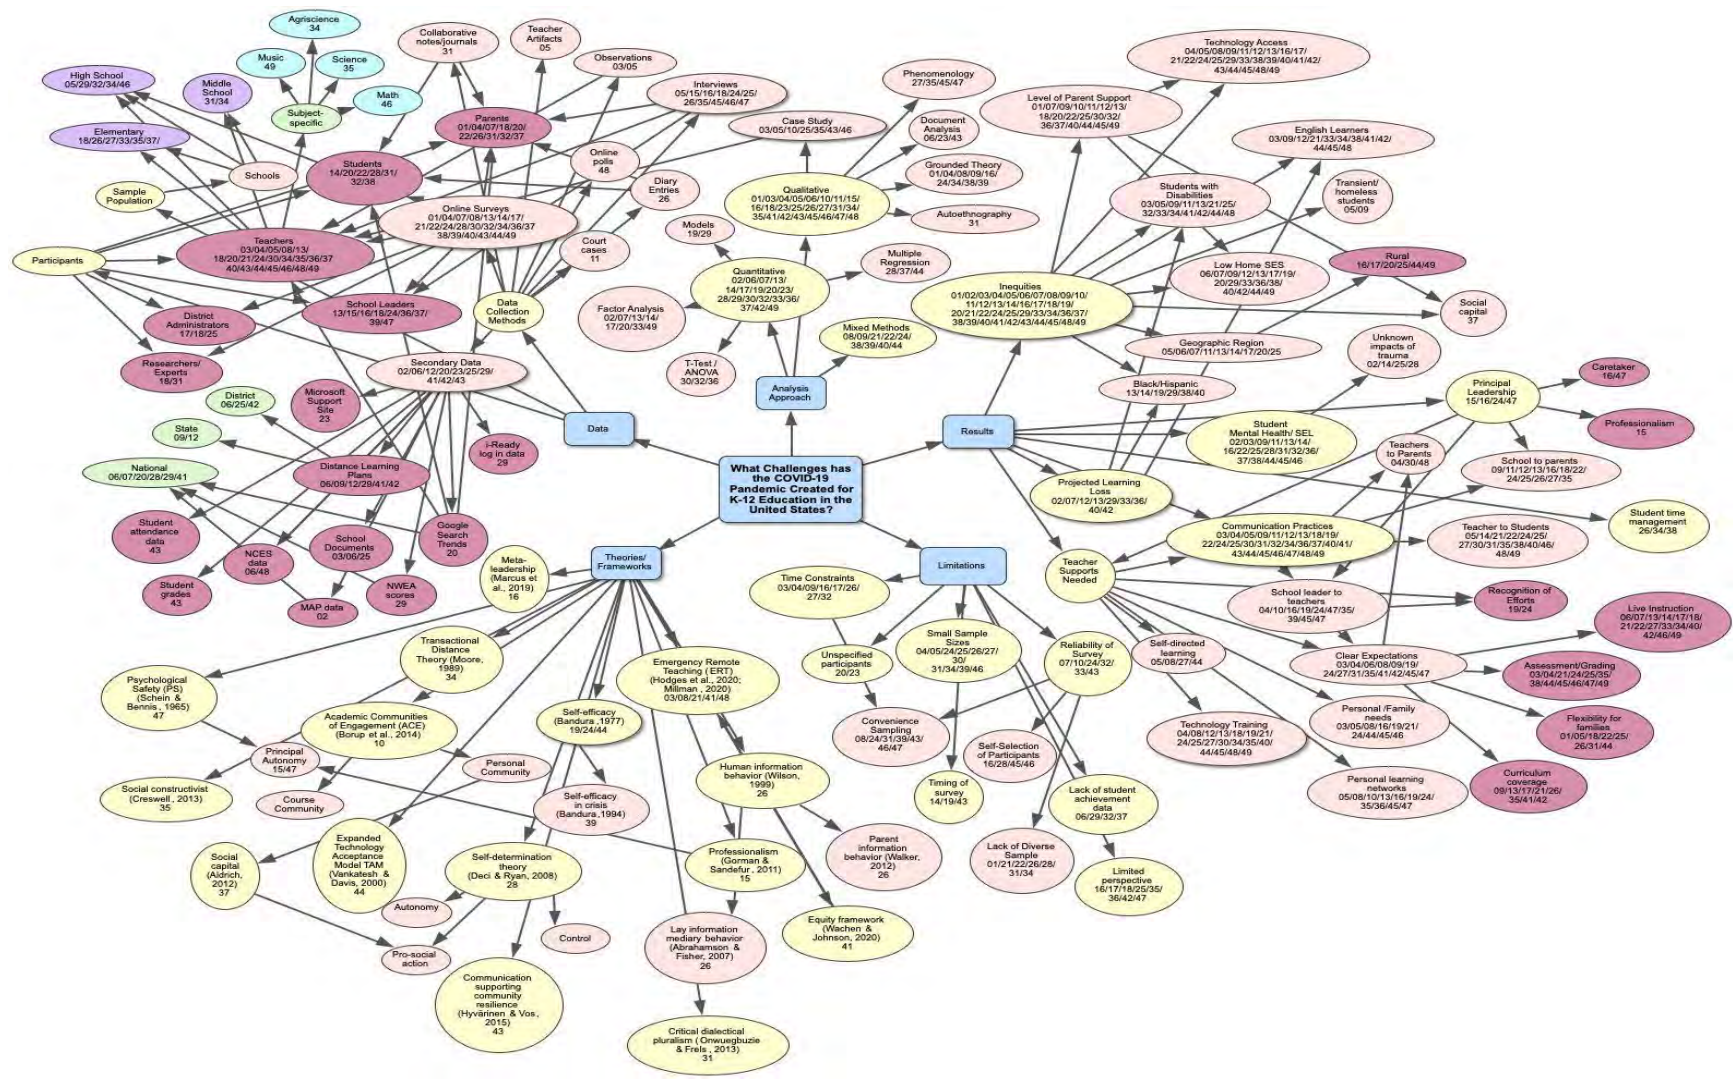 Agriscience
34
Music
49
Science
35
Math
46
Subject-
specific
High School
05/29/32/34/46
Middle
School
31/34
Elementary
18/26/27/33/35/37/
Schools
Sample
Population
Participants
Collaborative
notes/journals
31
Teacher
Artifacts
05
Observations
03/05
Interviews
05/15/16/18/24/25/
26/35/45/46/47
Parents
01/04/07/18/20/
22/26/31/32/37
Students
14/20/22/28/31/
32/38
Online
polls
48
Diary
Entries
26
Online Surveys
01/04/07/08/13/14/17/
21/22/24/28/30/32/34/36/37
38/39/40/43/44/49
Court
cases
11
Teachers
03/04/05/08/13/
18/20/21/24/30/34/35/36/37
40/43/44/45/46/48/49
School Leaders
13/15/16/18/24/36/37/
39/47
Data
Collection
Methods
District
Administrators
17/18/25
Researchers/
Experts
18/31
Secondary Data
02/06/12/20/23/25/29/
41/42/43
Microsoft
Support
Site
23
District
06/25/42
State
09/12
National
06/07/20/28/29/41
Distance Learning
Plans
06/09/12/29/41/42
i-Ready
log in data
29
Student
attendance
data
43
NCES
data
06/48
School
Documents
03/06/25
Google
Search
Trends
20
Student
grades
43
MAP data
02
NWEA
scores
29
Data
Case Study
03/05/10/25/35/43/46
Phenomenology
27/35/45/47
Document
Analysis
06/23/43
Grounded Theory
01/04/08/09/16/
24/34/38/39
Autoethnography
31
Qualitative
01/03/04/05/06/10/11/15/
16/18/23/25/26/27/31/34/
35/41/42/43/45/46/47/48
Models
19/29
Quantitative
02/06/07/13/
14/17/19/20/23/
28/29/30/32/33/36/
37/42/49
Multiple
Regression
28/37/44
Factor Analysis
02/07/13/14/
17/20/33/49
T-Test /
ANOVA
30/32/36
Mixed Methods
08/09/21/22/24/
38/39/40/44
Analysis
Approach
What Challenges has
the COVID-19
Pandemic Created for
K-12 Education in the
United States?
Results
Technology Access
04/05/08/09/11/12/13/16/17/
21/22/24/25/29/33/38/39/40/41/42/
43/44/45/48/49
Level of Parent Support
01/07/09/10/11/12/13/
18/20/22/25/30/32/
36/37/40/44/45/49
English Learners
03/09/12/21/33/34/38/41/42/
44/45/48
Students with
Disabilities
03/05/09/11/13/21/25/
32/33/34/41/42/44/48
Transient/
homeless
students
05/09
Rural
16/17/20/25/44/49
Low Home SES
06/07/09/12/13/17/19/
20/29/33/36/38/
40/42/44/49
Social
capital
37
Inequities
01/02/03/04/05/06/07/08/09/10/
11/12/13/14/16/17/18/19/
20/21/22/24/25/29/33/34/36/37/
38/39/40/41/42/43/44/45/48/49
Geographic Region
05/06/07/11/13/14/17/20/25
Black/Hispanic
13/14/19/29/38/40
Unknown
impacts of
trauma
02/14/25/28
Principal
Leadership
15/16/24/47
Caretaker
16/47
Professionalism
15
Student
Mental Health/ SEL
02/03/09/11/13/14/
16/22/25/28/31/32/36/
37/38/44/45/46
Teachers
to Parents
04/30/48
School to parents
09/11/12/13/16/18/22/
24/25/26/27/35
Projected Learning
Loss
02/07/12/13/29/33/36/
40/42
Student time
management
26/34/38
Communication Practices
03/04/05/09/11/12/13/18/19/
22/24/25/30/31/32/34/36/37/40/41/
43/44/45/46/47/48/49
Teacher to Students
05/14/21/22/24/25/
27/30/31/35/38/40/46/
48/49
Teacher
Supports
Needed
School leader to
teachers
04/10/16/19/24/47/35/
39/45/47
Recognition of
Efforts
19/24
Live Instruction
06/07/13/14/17/18/
21/22/27/33/34/40/
42/46/49
Self-directed
learning
05/08/27/44
Clear Expectations
03/04/06/08/09/19/
24/27/31/35/41/42/45/47
Assessment/Grading
03/04/21/24/25/35/
38/44/45/46/47/49
Personal /Family
needs
03/05/08/16/19/21/
24/44/45/46
Flexibility for
families
01/05/18/22/25/
26/31/44
Technology Training
04/08/12/13/18/19/21/
24/25/27/30/34/35/40/
44/45/48/49
Personal learning
networks
05/08/10/13/16/19/24/
35/36/45/47
Curriculum
coverage
09/13/17/21/26/
35/41/42
Limitations
Time Constraints
03/04/09/16/17/26/
27/32
Unspecified
participants
20/23
Small Sample
Sizes
04/05/24/25/26/27/
30/
31/34/39/46
Reliability of
Survey
07/10/24/32/
33/43
Convenience
Sampling
08/24/31/39/43/
46/47
Self-Selection
of Participants
16/28/45/46
Timing of
survey
14/19/43
Lack of student
achievement
data
06/29/32/37
Lack of Diverse
Sample
01/21/22/26/28/
31/34
Limited
perspective
16/17/18/25/35/
36/42/47
Theories/
Frameworks
Meta-
leadership
(Marcus et
al., 2019)
16
Transactional
Distance
Theory (Moore,
1989)
34
Psychological
Safety (PS)
(Schein &
Bennis, 1965)
47
Academic Communities
of Engagement (ACE)
(Borup et al., 2014)
10
Principal
Autonomy
15/47
Personal
Community
Social constructivist
(Creswell, 2013)
35
Course
Community
Self-efficacy
(Bandura ,1977)
19/24/44
Emergency Remote
Teaching ( ERT)
(Hodges et al., 2020;
Millman , 2020)
03/08/21/41/48
Self-efficacy
in crisis
(Bandura,1994)
39
Human information
behavior (Wilson,
1999)
26
Expanded
Technology
Acceptance
Model TAM
(Vankatesh &
Davis, 2000)
44
Social
capital
(Aldrich,
2012)
37
Self-determination
theory
(Deci & Ryan, 2008)
28
Professionalism
(Gorman &
Sandefur , 2011)
15
Parent
information
behavior (Walker,
2012)
26
Autonomy
Control
Pro-social
action
Lay information
mediary behavior
(Abrahamson &
Fisher, 2007)
26
Equity framework
(Wachen &
Johnson, 2020)
41
Communication
supporting
community
resilience
(Hyvärinen & Vos,
2015)
43
Critical dialectical
pluralism ( Onwuegbuzie
& Frels , 2013)
31